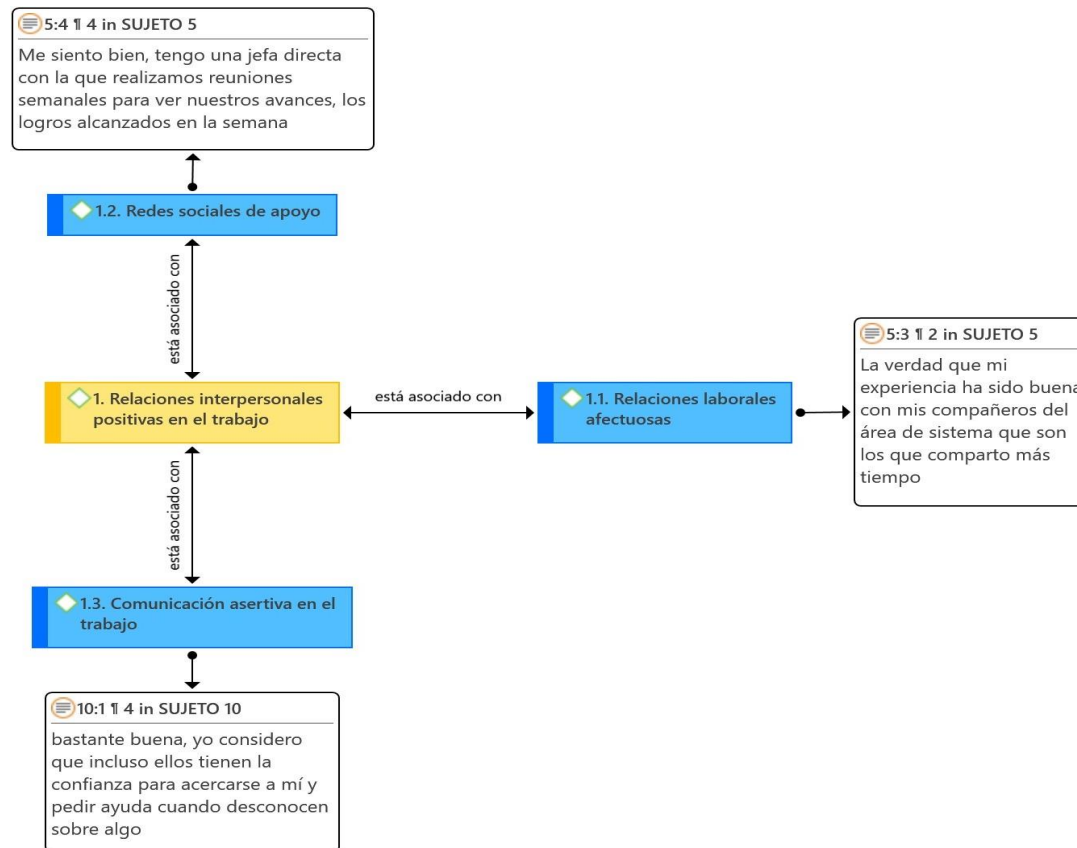 5:4 ¶ 4 in SUJETO 5
Me siento bien, tengo una jefa directa
con la que realizamos reuniones
semanales para ver nuestros avances, los
logros alcanzados en la semana
1.2. Redes sociales de apoyo
está asociado con
1. Relaciones interpersonales
positivas en el trabajo
está asociado con
1.1. Relaciones laborales
afectuosas
5:3 ¶ 2 in SUJETO 5
La verdad que mi
experiencia ha sido buena
con mis compañeros del
área de sistema que son
los que comparto más
tiempo
está asociado con
1.3. Comunicación asertiva en el
trabajo
10:1 ¶ 4 in SUJETO 10
bastante buena, yo considero
que incluso ellos tienen la
confianza para acercarse a mí y
pedir ayuda cuando desconocen
sobre algo